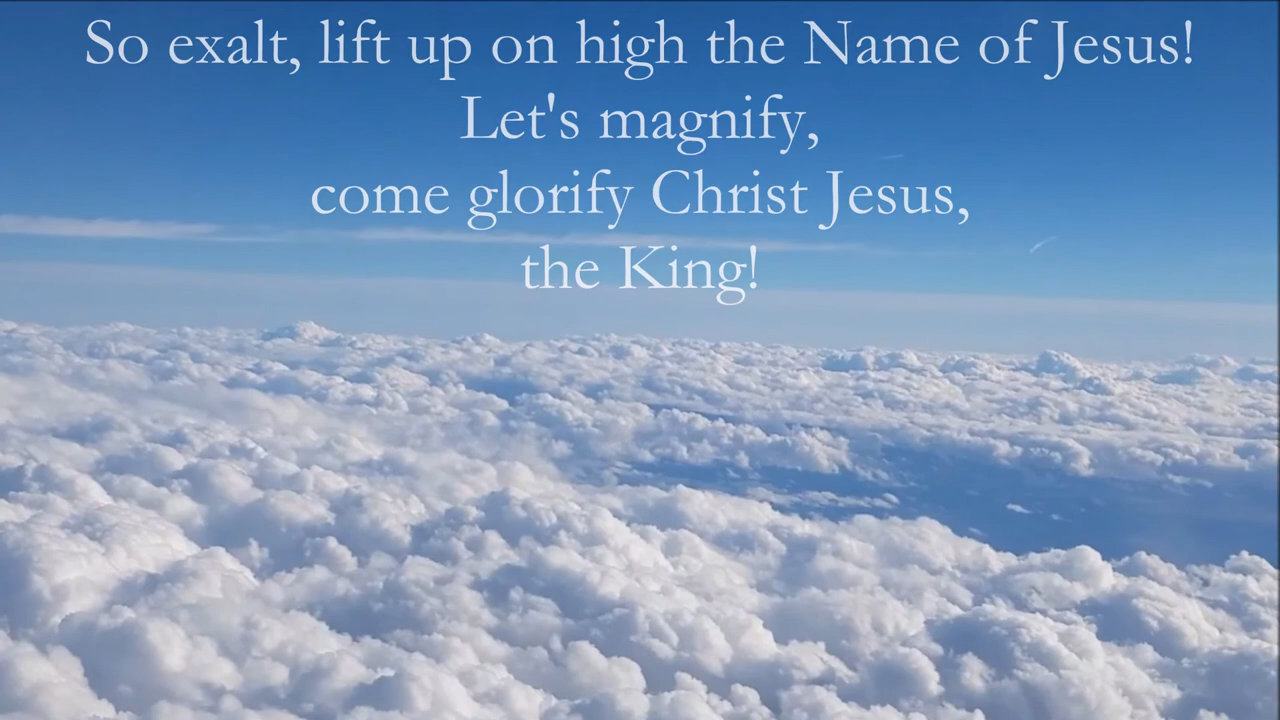 So exalt, lift up on high the Name of Jesus!
Let's magnify,
come glorify Christ Jesus,
the King!